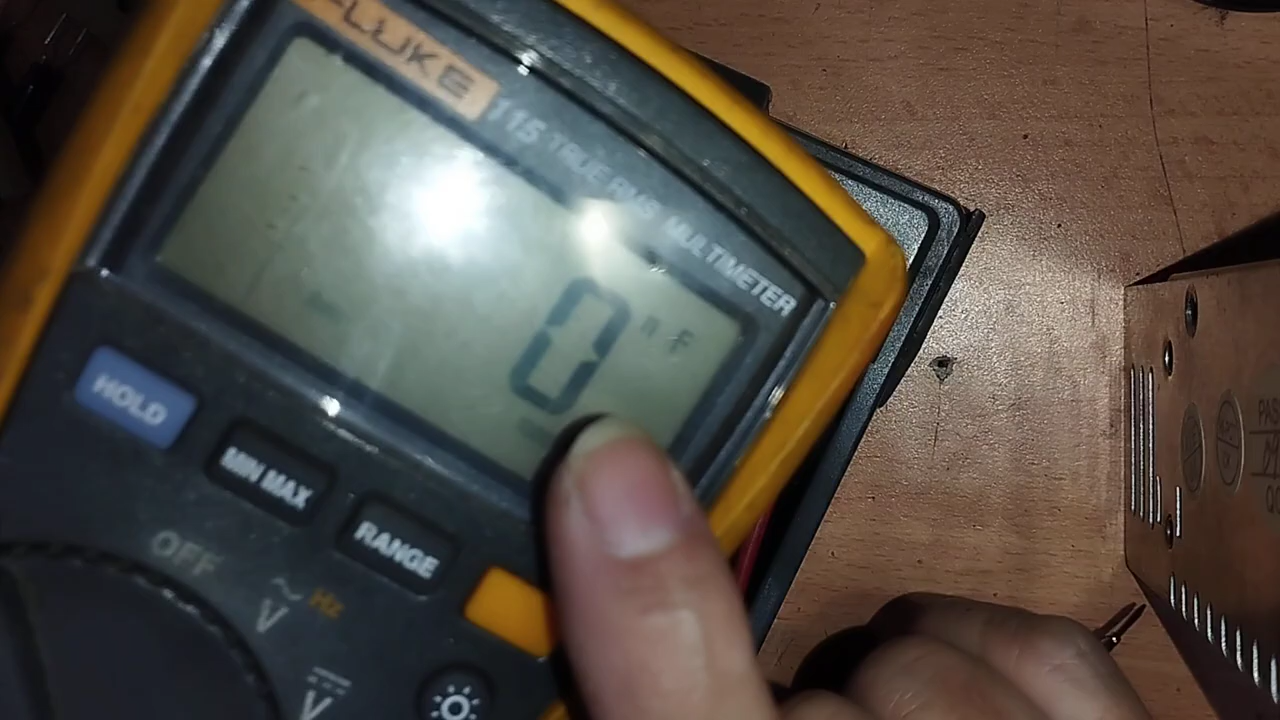 FLUKE
115 TRUE RMS MULTIMETER
0 nF
HOLD
MIN MAX
RANGE
OFF
V Hz
V